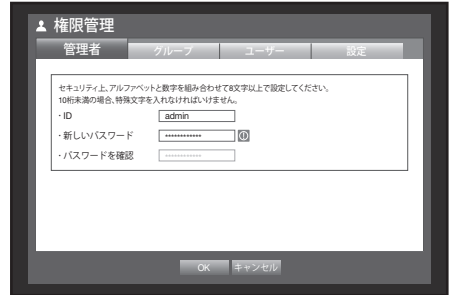 権限管理
管理者 グループ ユーザー 設定
セキュリティ上、アルファベットと数字を組み合わせて8文字以上で設定してください。
10桁未満の場合、特殊文字を入れなければいけません。
· ID admin
· 新しいパスワード ************
· パスワードを確認 ************
OK キャンセル